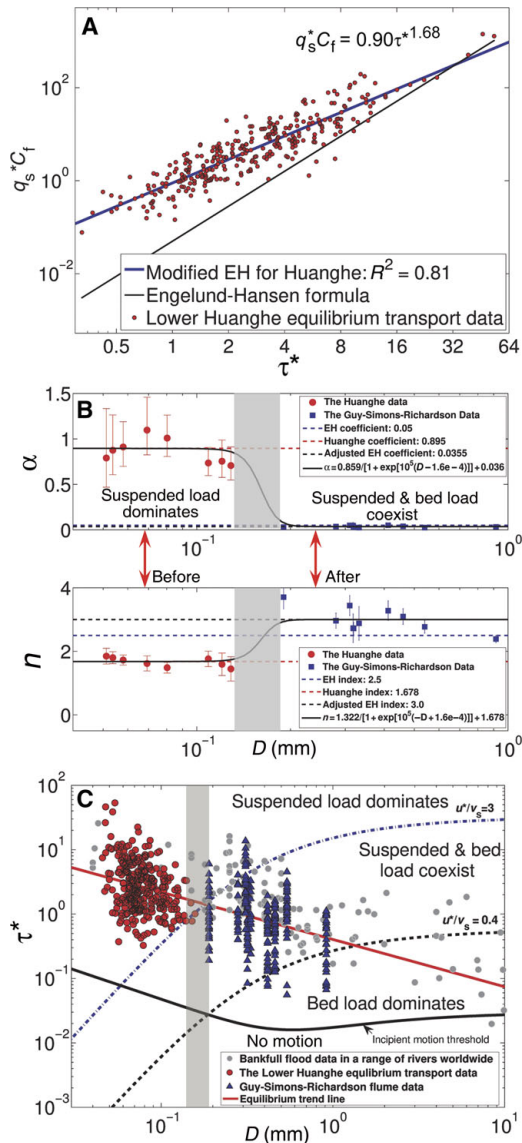 A
q*sCf = 0.90τ*1.68
q*sCf
10²
10⁰
10⁻²
Modified EH for Huanghe: R² = 0.81
Engelund-Hansen formula
Lower Huanghe equilibrium transport data
0.5 1 2 4 8 16 32 64
τ*
B
1.5
1
0.5
0
α
The Huanghe data
The Guy-Simons-Richardson Data
EH coefficient: 0.05
Huanghe coefficient: 0.895
Adjusted EH coefficient: 0.0355
α=0.859/[1+exp[10⁵(D−1.6e−4)]]+0.036
Suspended load
dominates
Suspended & bed load
coexist
10⁻¹ 10⁰
Before
After
4
2
0
n
The Huanghe data
The Guy-Simons-Richardson Data
EH index: 2.5
Huanghe index: 1.678
Adjusted EH index: 3.0
n=1.322/[1+exp[10⁵(−D+1.6e−4)]]+1.678
10⁻¹ D (mm) 10⁰
C
10²
10¹
10⁰
10⁻¹
10⁻²
10⁻³
τ*
Suspended load dominates
u*/vs=3
Suspended & bed
load coexist
u*/vs = 0.4
Bed load dominates
No motion
Incipient motion threshold
Bankfull flood data in a range of rivers worldwide
The Lower Huanghe equlibrium transport data
Guy-Simons-Richardson flume data
Equilibrium trend line
10⁻¹ 10⁰ 10¹
D (mm)